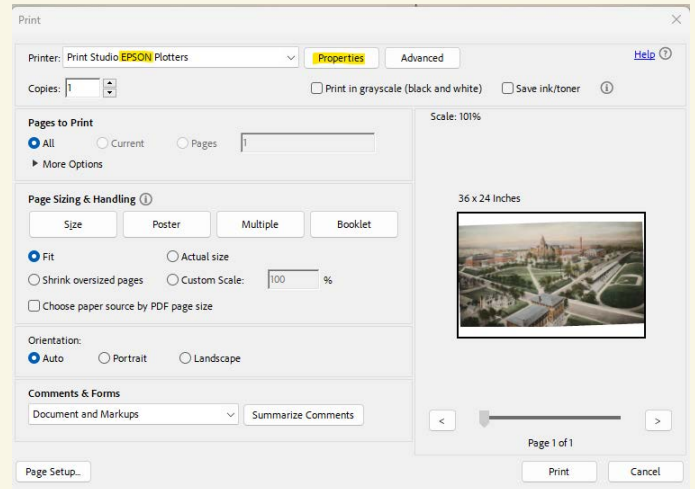 Print
Printer: Print Studio EPSON Plotters Properties Advanced Help
Copies: 1 Print in grayscale (black and white) Save ink/toner
Pages to Print
All Current Pages 1
More Options
Scale: 101%
Page Sizing & Handling
Size Poster Multiple Booklet
Fit Actual size
Shrink oversized pages Custom Scale: 100 %
Choose paper source by PDF page size
36 x 24 Inches
Orientation:
Auto Portrait Landscape
Comments & Forms
Document and Markups Summarize Comments
< >
Page 1 of 1
Page Setup... Print Cancel